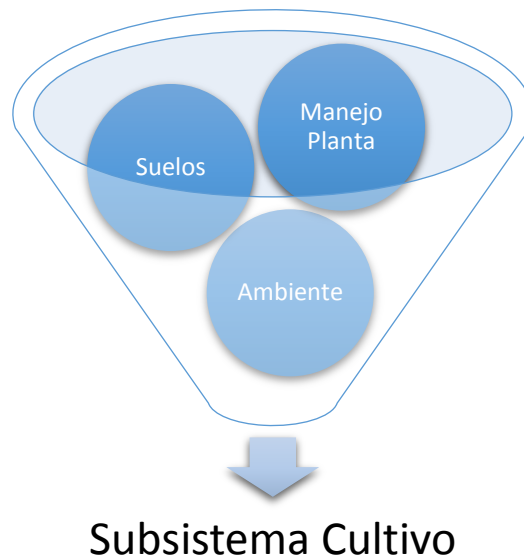 Manejo
Planta
Suelos
Ambiente
Subsistema Cultivo